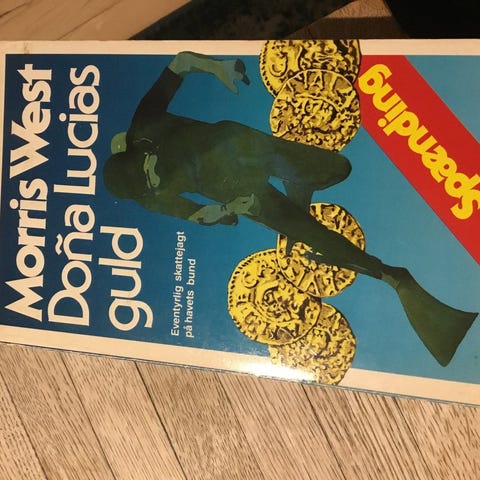 Morris West
Doña Lucias
guld
Eventyrlig skattejagt
på havets bund
Spænding